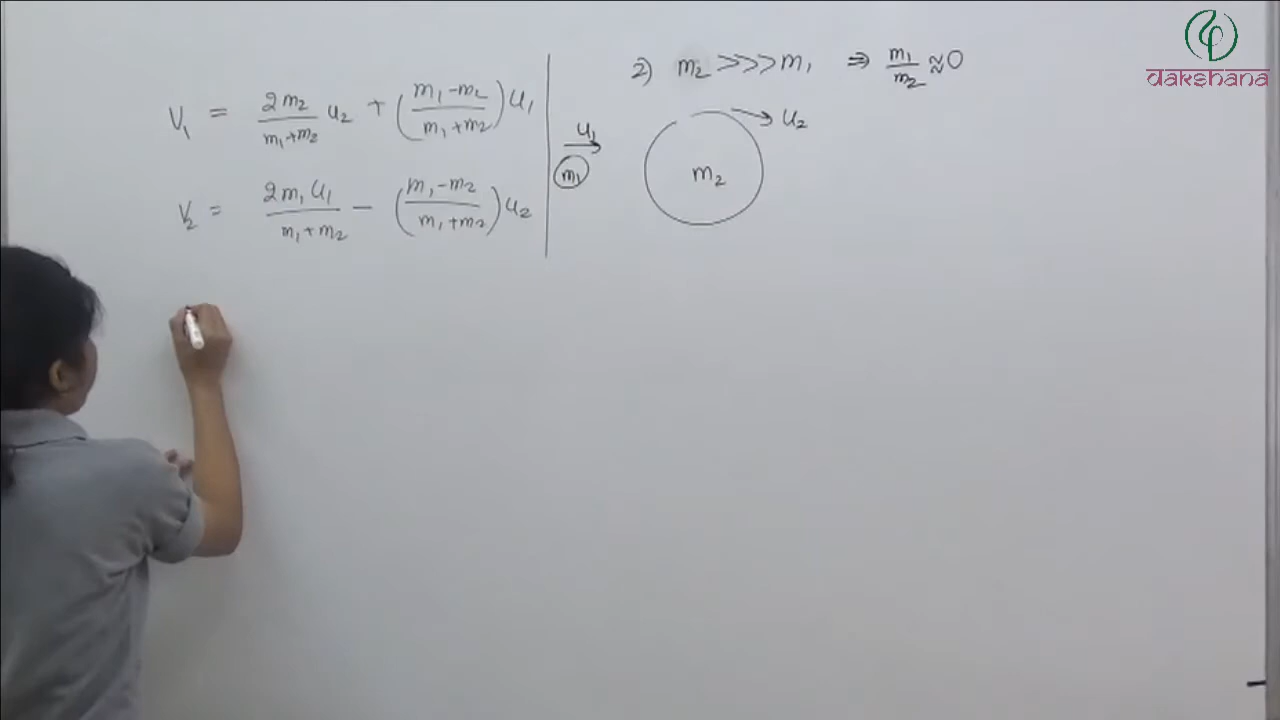 V₁ = 2m₂/(m₁+m₂) u₂ + ((m₁-m₂)/(m₁+m₂)) u₁
V₂ = 2m₁u₁/(m₁+m₂) - ((m₁-m₂)/(m₁+m₂)) u₂
2) m₂ >>> m₁ ⇒ m₁/m₂ ≈ 0
u₁
m₁
u₂
m₂
dakshana